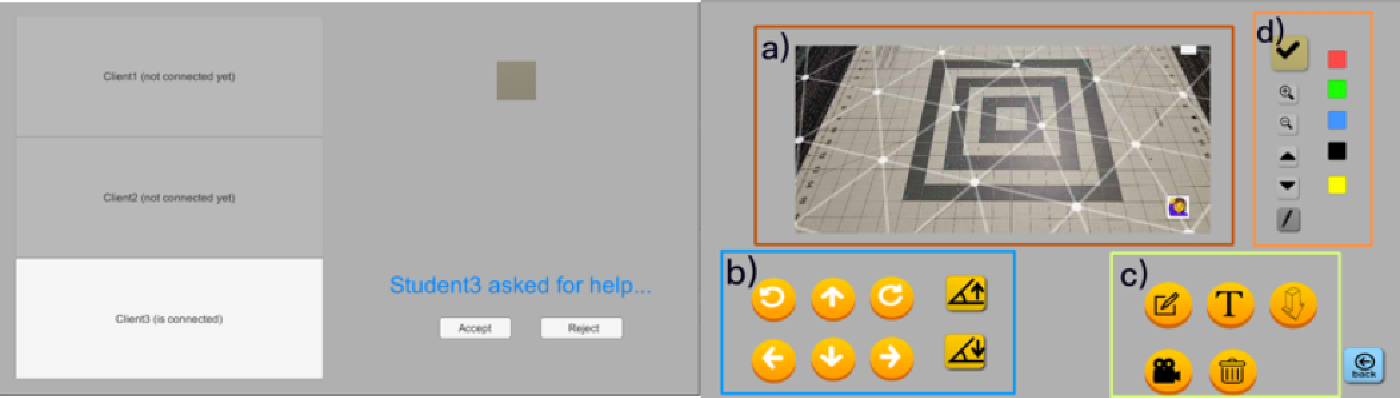 Client1 (not connected yet)
Client2 (not connected yet)
Client3 (is connected)
Student3 asked for help...
Accept
Reject
a)
b)
c)
T
d)
back